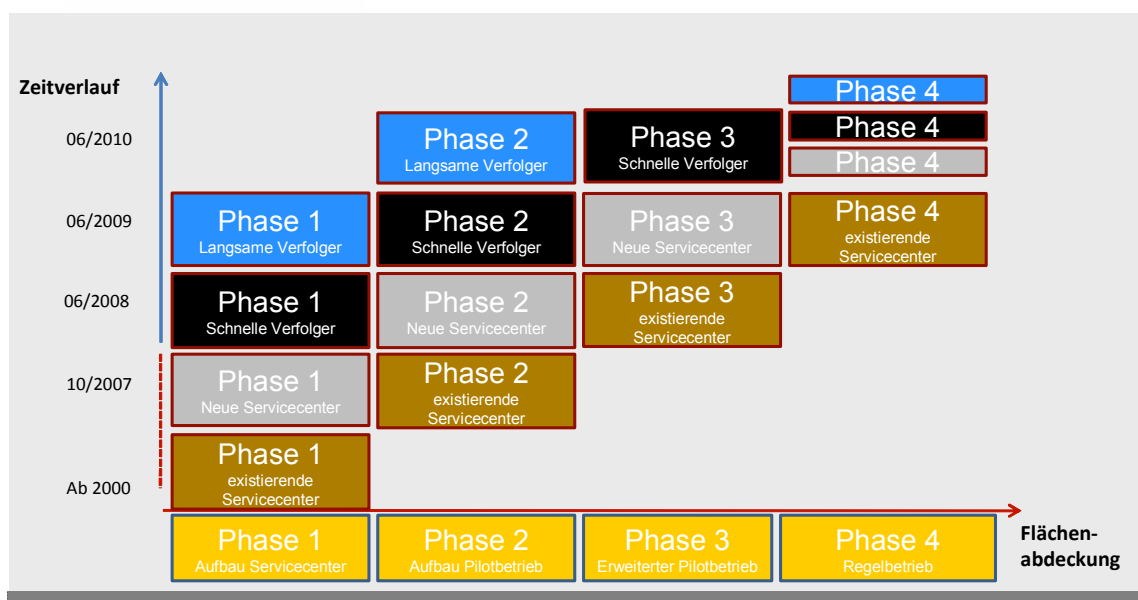 Zeitverlauf
Phase 4
06/2010
Phase 2
Langsame Verfolger
Phase 3
Schnelle Verfolger
Phase 4
Phase 4
06/2009
Phase 1
Langsame Verfolger
Phase 2
Schnelle Verfolger
Phase 3
Neue Servicecenter
Phase 4
existierende
Servicecenter
06/2008
Phase 1
Schnelle Verfolger
Phase 2
Neue Servicecenter
Phase 3
existierende
Servicecenter
10/2007
Phase 1
Neue Servicecenter
Phase 2
existierende
Servicecenter
Ab 2000
Phase 1
existierende
Servicecenter
Phase 1
Aufbau Servicecenter
Phase 2
Aufbau Pilotbetrieb
Phase 3
Erweiterter Pilotbetrieb
Phase 4
Regelbetrieb
Flächen-
abdeckung